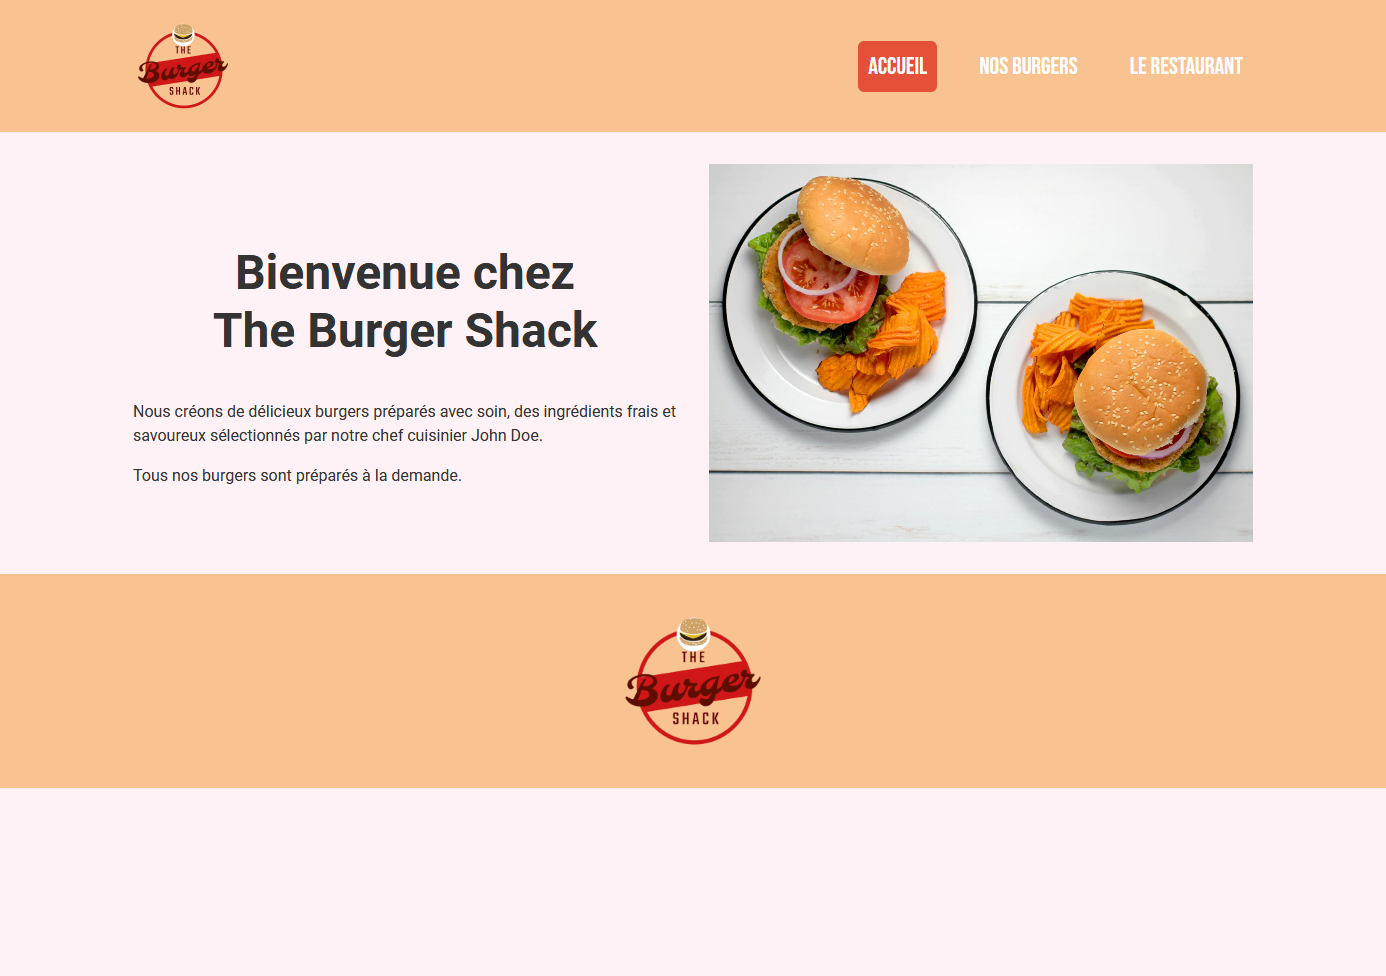 THE
Burger
SHACK
ACCUEIL
NOS BURGERS
LE RESTAURANT
Bienvenue chez
The Burger Shack
Nous créons de délicieux burgers préparés avec soin, des ingrédients frais et
savoureux sélectionnés par notre chef cuisinier John Doe.
Tous nos burgers sont préparés à la demande.
THE
Burger
SHACK